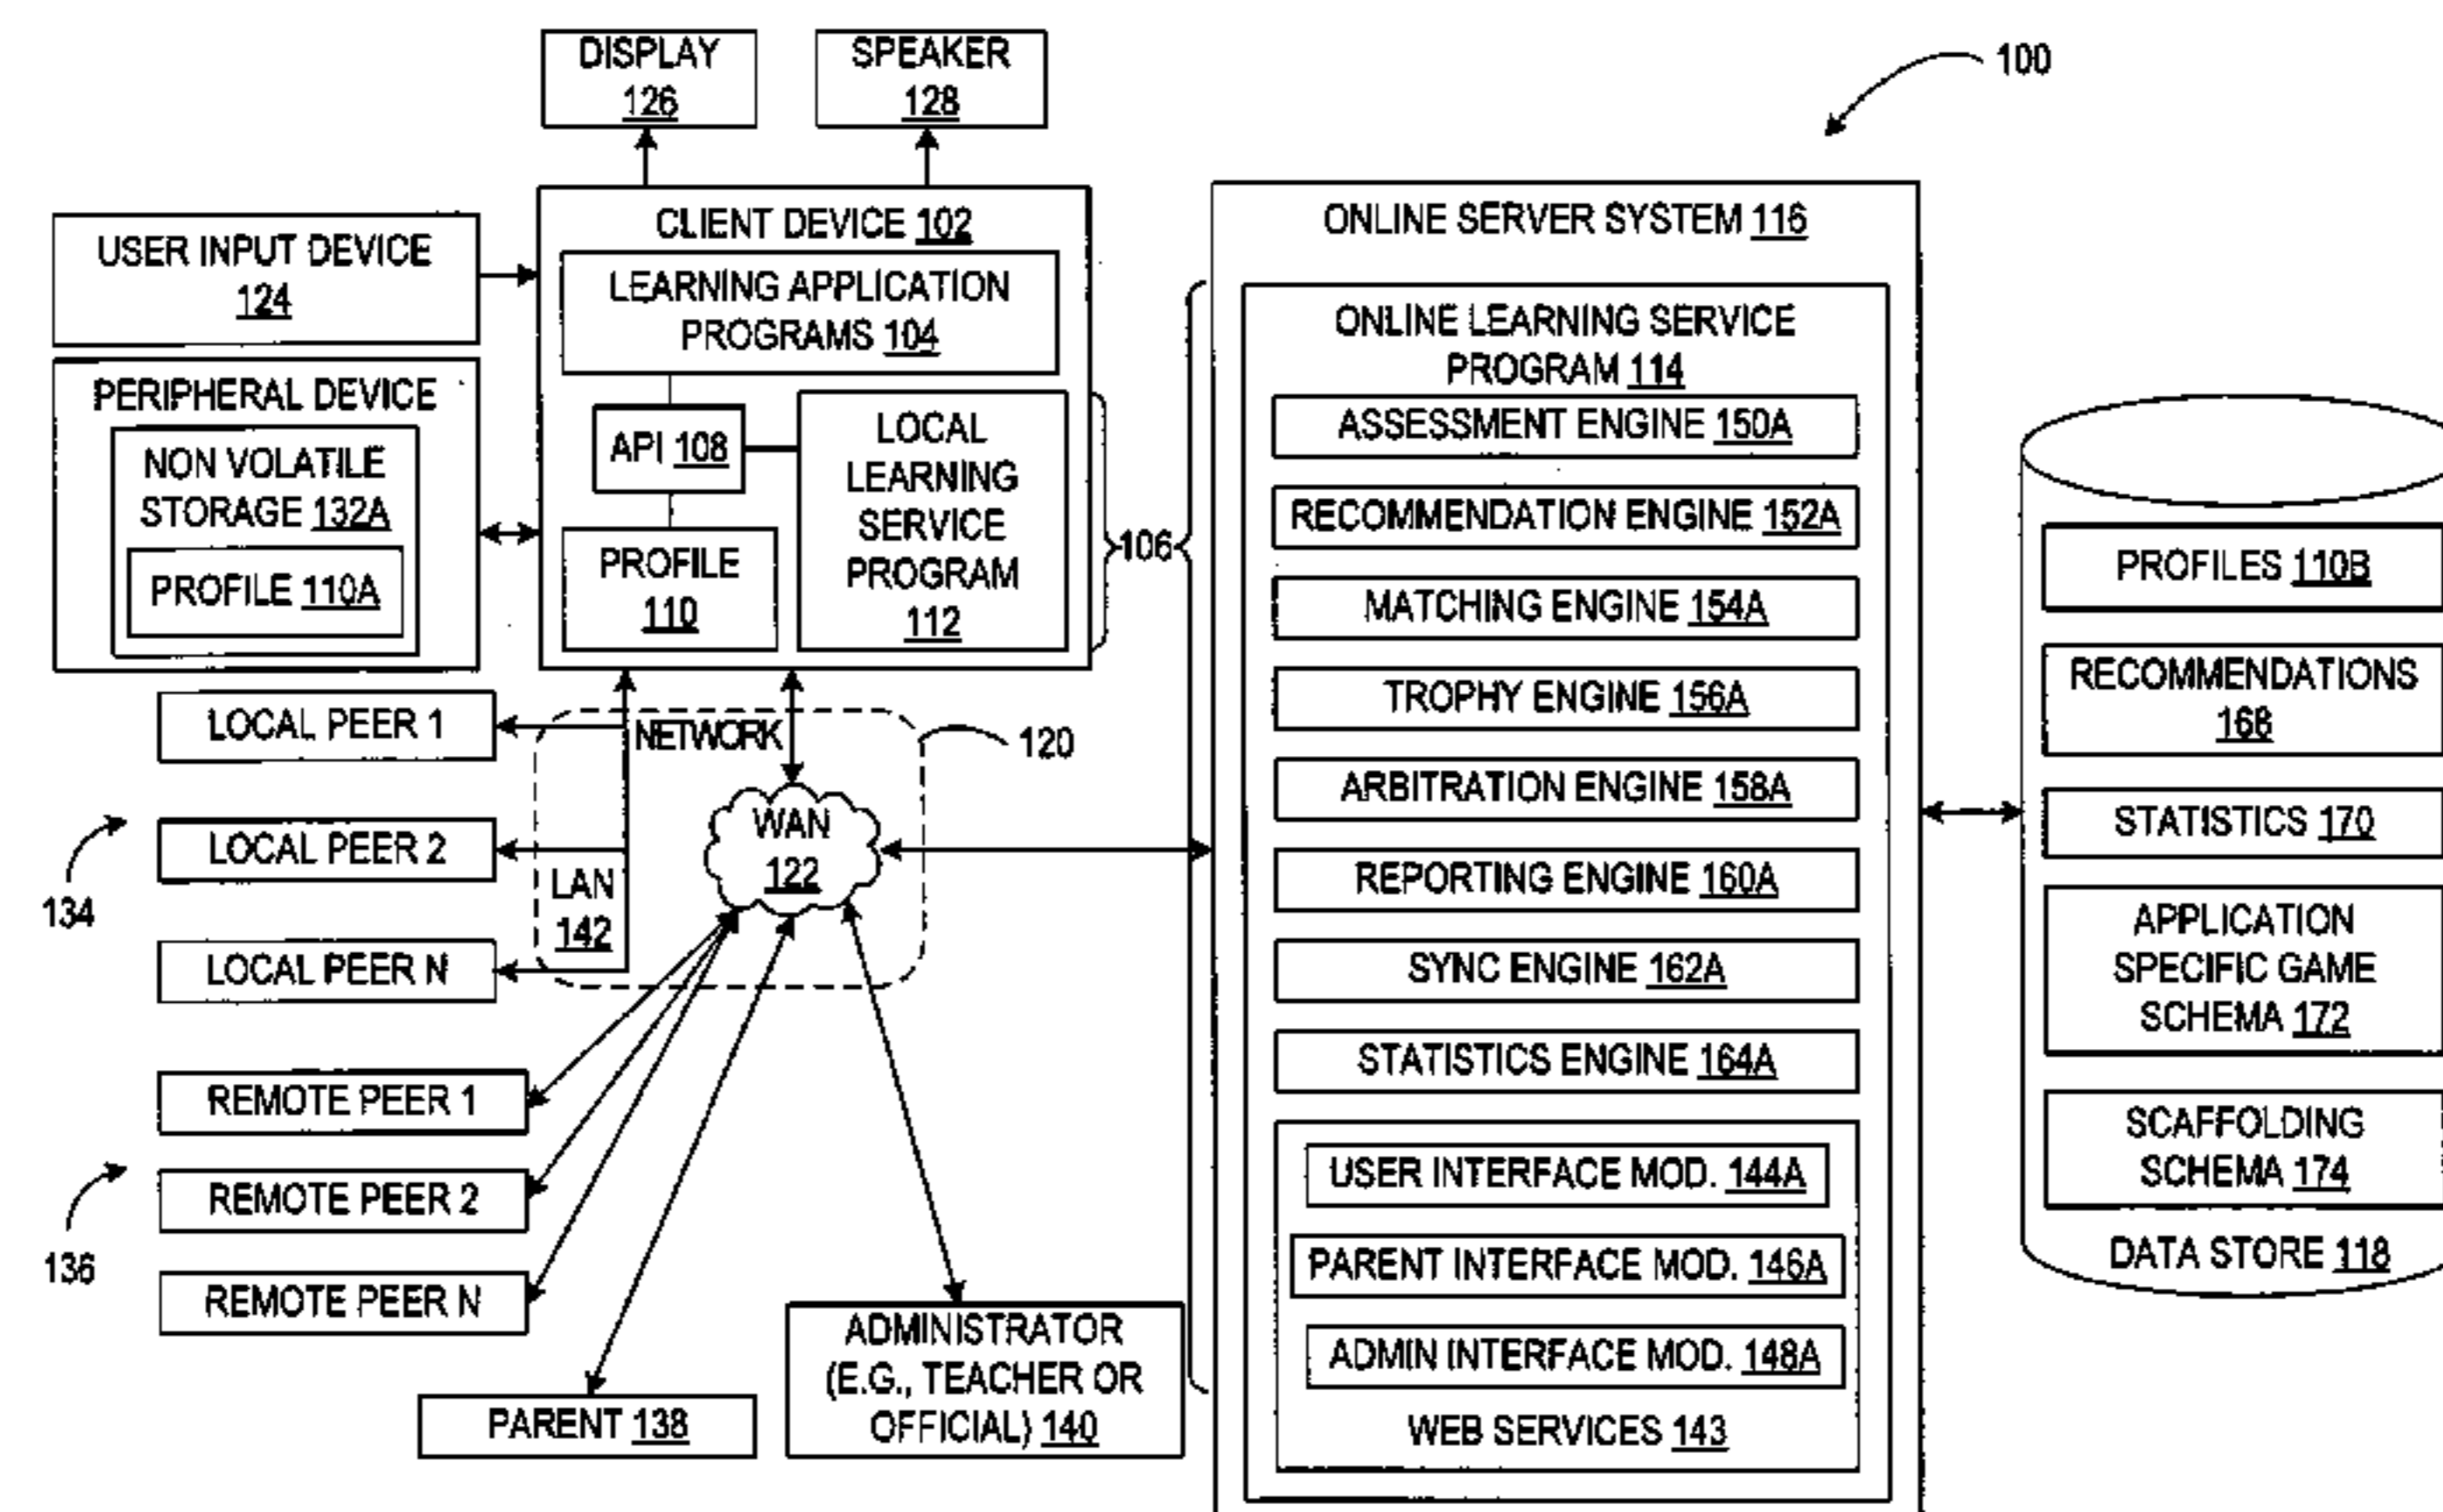 DISPLAY
126
SPEAKER
128
100
USER INPUT DEVICE
124
PERIPHERAL DEVICE
NON VOLATILE
STORAGE 132A
PROFILE 110A
CLIENT DEVICE 102
LEARNING APPLICATION
PROGRAMS 104
API 108
PROFILE
110
LOCAL
LEARNING
SERVICE
PROGRAM
112
106
LOCAL PEER 1
LOCAL PEER 2
LOCAL PEER N
134
NETWORK
120
WAN
122
LAN
142
REMOTE PEER 1
REMOTE PEER 2
REMOTE PEER N
136
PARENT 138
ADMINISTRATOR
(E.G., TEACHER OR
OFFICIAL) 140
ONLINE SERVER SYSTEM 116
ONLINE LEARNING SERVICE
PROGRAM 114
ASSESSMENT ENGINE 150A
RECOMMENDATION ENGINE 152A
MATCHING ENGINE 154A
TROPHY ENGINE 156A
ARBITRATION ENGINE 158A
REPORTING ENGINE 160A
SYNC ENGINE 162A
STATISTICS ENGINE 164A
USER INTERFACE MOD. 144A
PARENT INTERFACE MOD. 146A
ADMIN INTERFACE MOD. 148A
WEB SERVICES 143
PROFILES 110B
RECOMMENDATIONS
168
STATISTICS 170
APPLICATION
SPECIFIC GAME
SCHEMA 172
SCAFFOLDING
SCHEMA 174
DATA STORE 118